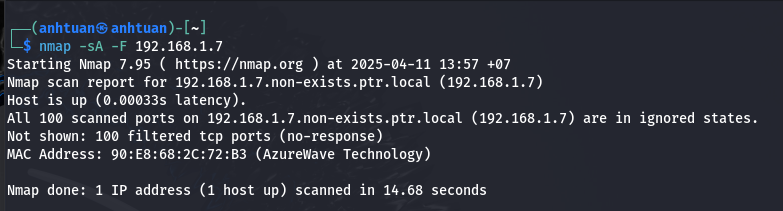 ┌──(anhtuan㉿anhtuan)-[~]
└─$ nmap -sA -F 192.168.1.7
Starting Nmap 7.95 ( https://nmap.org ) at 2025-04-11 13:57 +07
Nmap scan report for 192.168.1.7.non-exists.ptr.local (192.168.1.7)
Host is up (0.00033s latency).
All 100 scanned ports on 192.168.1.7.non-exists.ptr.local (192.168.1.7) are in ignored states.
Not shown: 100 filtered tcp ports (no-response)
MAC Address: 90:E8:68:2C:72:B3 (AzureWave Technology)

Nmap done: 1 IP address (1 host up) scanned in 14.68 seconds